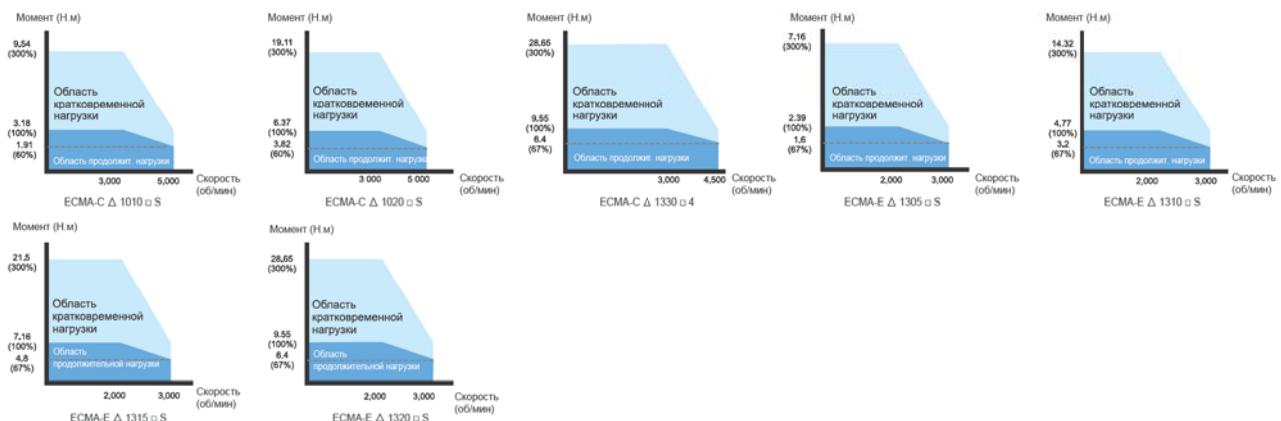 Момент (Н.м)
9.54
(300%)
Область
кратковременной
нагрузки
3.18
(100%)
1.91
(60%)
Область продолжит. нагрузки
3,000
5,000
Скорость
(об/мин)
ECMA-C Δ 1010 □ S
Момент (Н.м)
19.11
(300%)
Область
кратковременной
нагрузки
6.37
(100%)
3.82
(60%)
Область продолжит. нагрузки
3 000
5 000
Скорость
(об/мин)
ECMA-C Δ 1020 □ S
Момент (Н.м)
28.65
(300%)
Область
кратковременной
нагрузки
9.55
(100%)
6.4
(67%)
Область продолжит. нагрузки
3,000
4,500
Скорость
(об/мин)
ECMA-C Δ 1330 □ 4
Момент (Н.м)
7.16
(300%)
Область
кратковременной
нагрузки
2.39
(100%)
1.6
(67%)
Область продолжит. нагрузки
2,000
3,000
Скорость
(об/мин)
ECMA-E Δ 1305 □ S
Момент (Н.м)
14.32
(300%)
Область
кратковременной
нагрузки
4,77
(100%)
3.2
(67%)
Область продолжит. нагрузки
2,000
3,000
Скорость
(об/мин)
ECMA-E Δ 1310 □ S
Момент (Н.м)
21.5
(300%)
Область
кратковременной
нагрузки
7.16
(100%)
4.8
(67%)
Область
продолжительной нагрузки
2,000
3,000
Скорость
(об/мин)
ECMA-E Δ 1315 □ S
Момент (Н.м)
28.65
(300%)
Область
кратковременной
нагрузки
9.55
(100%)
6.4
(67%)
Область
продолжительной нагрузки
2,000
3,000
Скорость
(об/мин)
ECMA-E Δ 1320 □ S